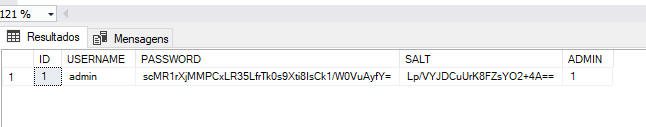 121 %
Resultados Mensagens
ID USERNAME PASSWORD SALT ADMIN
1 1 admin scMR1rXjMMPCxLR35LfrTk0s9Xti8IsCk1/W0VuAyfY= Lp/VYJDCuUrK8FZsYO2+4A== 1